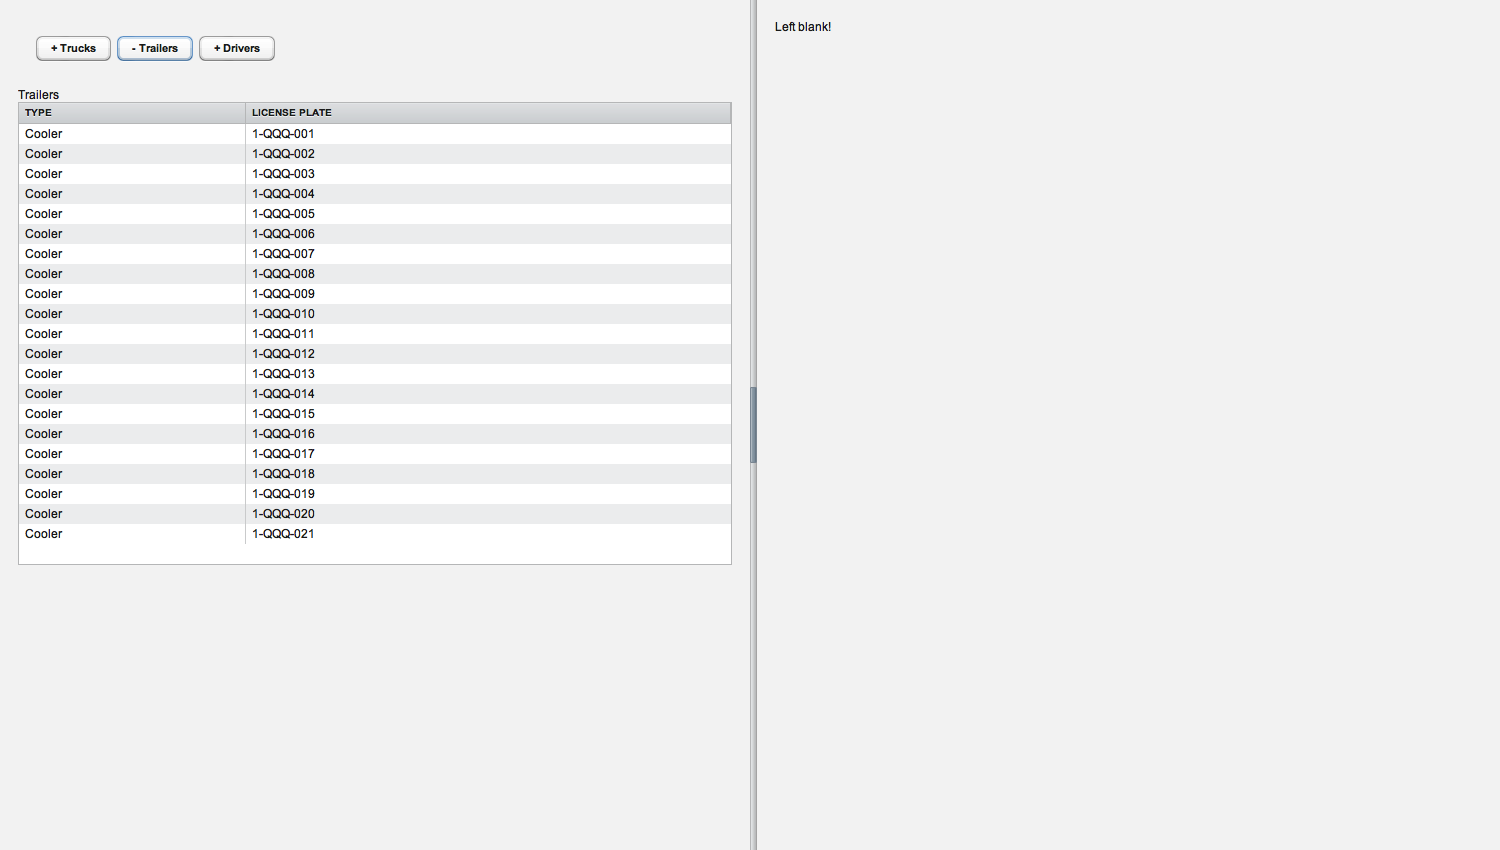 + Trucks - Trailers + Drivers
Left blank!
Trailers
TYPE LICENSE PLATE
Cooler 1-QQQ-001
Cooler 1-QQQ-002
Cooler 1-QQQ-003
Cooler 1-QQQ-004
Cooler 1-QQQ-005
Cooler 1-QQQ-006
Cooler 1-QQQ-007
Cooler 1-QQQ-008
Cooler 1-QQQ-009
Cooler 1-QQQ-010
Cooler 1-QQQ-011
Cooler 1-QQQ-012
Cooler 1-QQQ-013
Cooler 1-QQQ-014
Cooler 1-QQQ-015
Cooler 1-QQQ-016
Cooler 1-QQQ-017
Cooler 1-QQQ-018
Cooler 1-QQQ-019
Cooler 1-QQQ-020
Cooler 1-QQQ-021